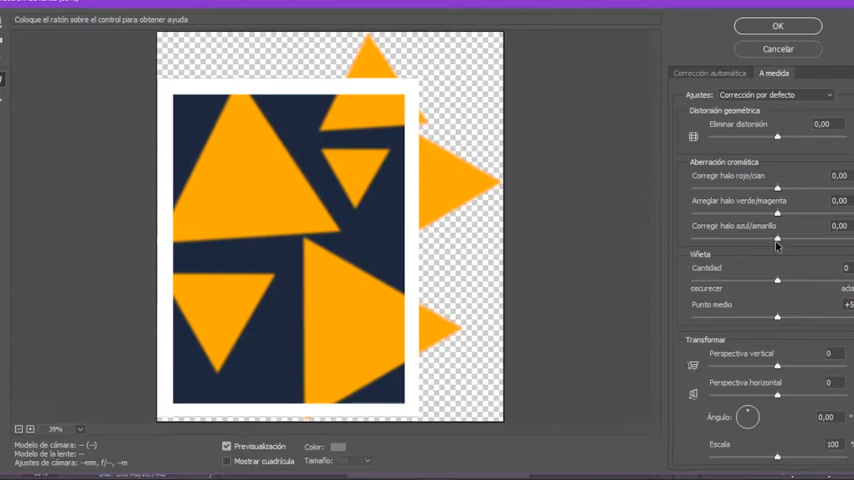 Coloque el ratón sobre el control para obtener ayuda
OK
Cancelar
Corrección automática
A medida
Ajustes: Corrección por defecto
Distorsión geométrica
Eliminar distorsión 0,00
Aberración cromática
Corregir halo rojo/cian 0,00
Arreglar halo verde/magenta 0,00
Corregir halo azul/amarillo 0,00
Viñeta
Cantidad 0
oscurecer
Punto medio
Transformar
Perspectiva vertical 0
Perspectiva horizontal 0
Ángulo: 0,00 °
Escala 100
39%
Modelo de cámara: -- (--)
Modelo de la lente: --
Ajustes de cámara: --mm, f/--, --m
Previsualización
Color:
Mostrar cuadrícula
Tamaño: